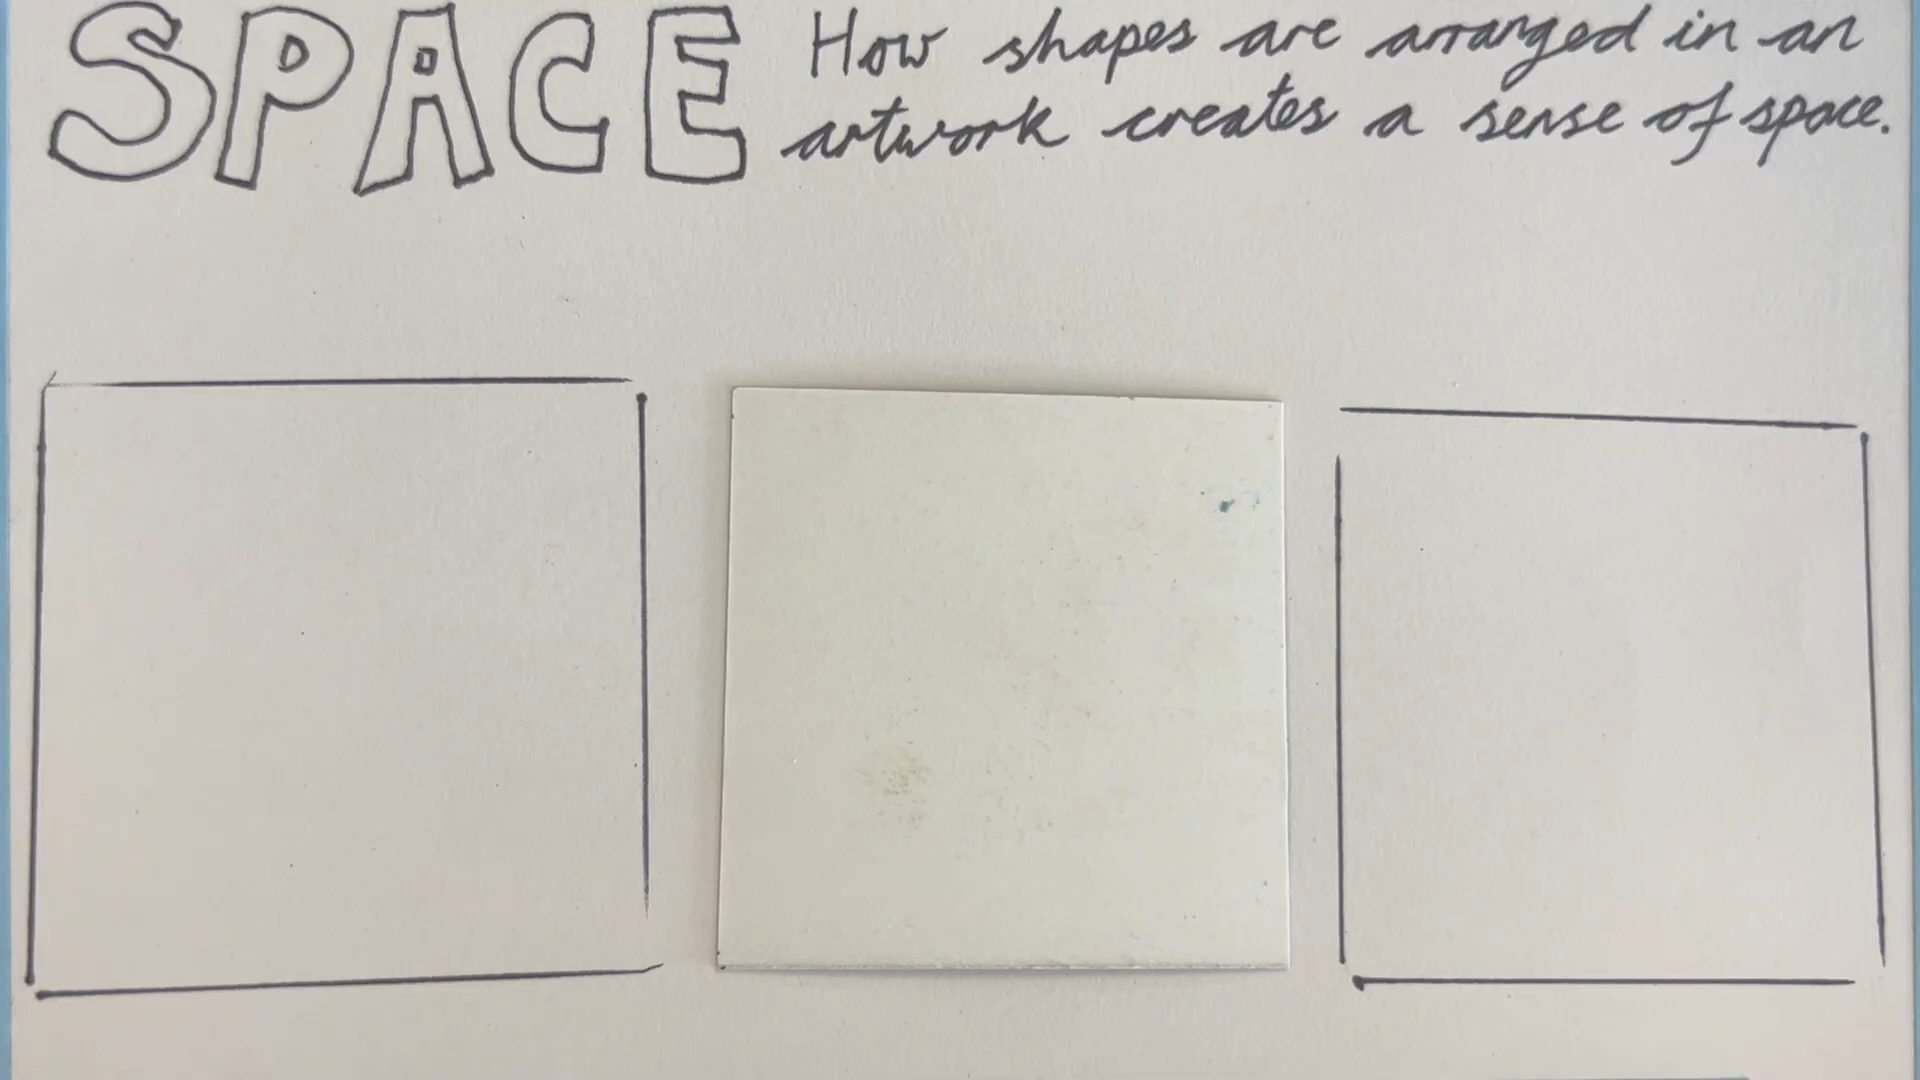 SPACE
How shapes are arranged in an
artwork creates a sense of space.